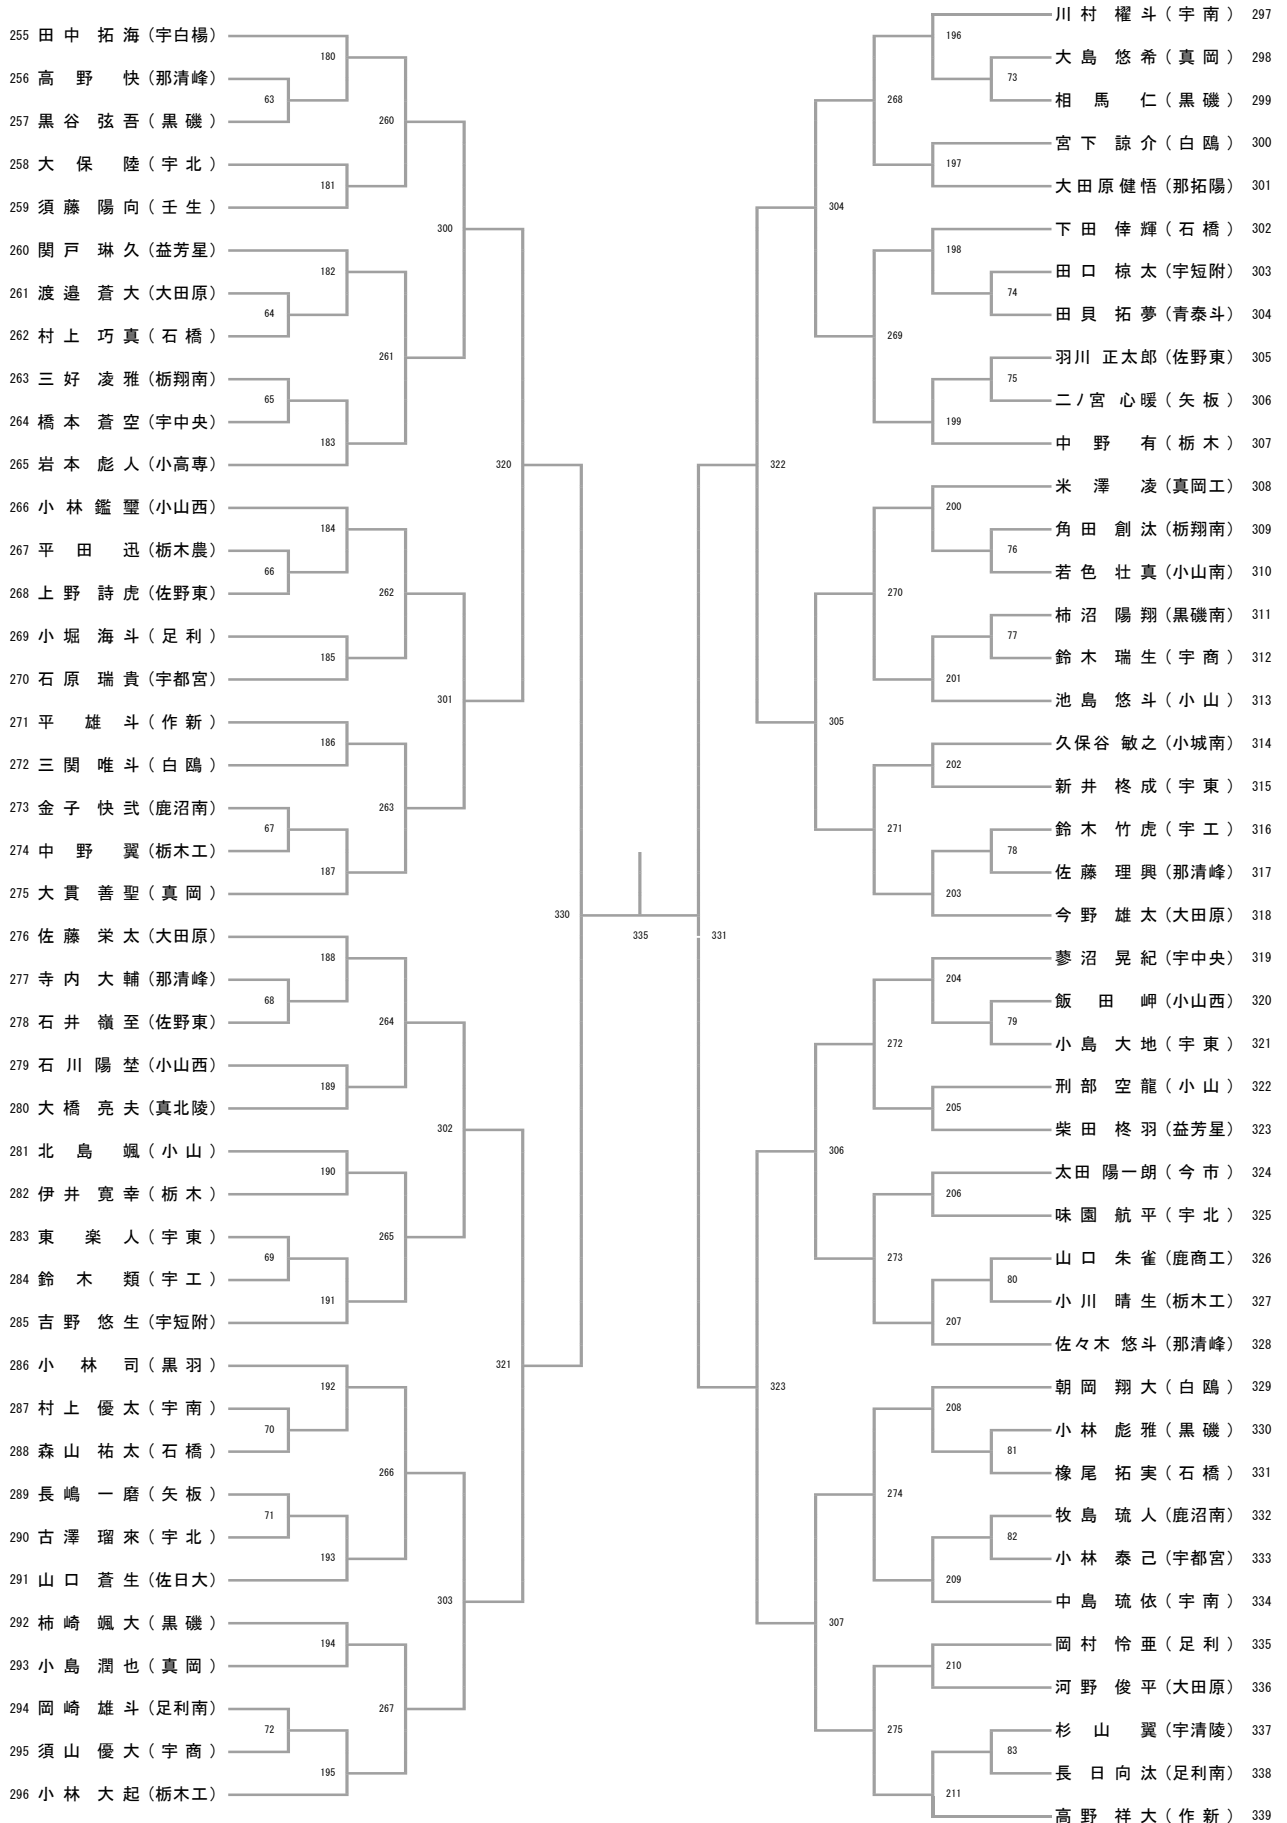 255 田中 拓海（宇白楊）
180
256 高野 快（那清峰）
63
257 黒谷 弦吾（黒磯）
260
258 大保 陸（宇北）
181
259 須藤 陽向（壬生）
300
260 関戸 琳久（益芳星）
182
261 渡邉 蒼大（大田原）
64
262 村上 巧真（石橋）
261
263 三好 凌雅（栃翔南）
65
264 橋本 蒼空（宇中央）
183
265 岩本 彪人（小高専）
320
266 小林 鑑璽（小山西）
184
267 平田 迅（栃木農）
66
268 上野 詩虎（佐野東）
262
269 小堀 海斗（足利）
185
270 石原 瑞貴（宇都宮）
301
271 平 雄斗（作新）
186
272 三関 唯斗（白鴎）
273 金子 快弐（鹿沼南）
263
67
274 中野 翼（栃木工）
187
275 大貫 善聖（真岡）
330
276 佐藤 栄太（大田原）
188
277 寺内 大輔（那清峰）
68
278 石井 嶺至（佐野東）
264
279 石川 陽埜（小山西）
189
280 大橋 亮夫（真北陵）
302
281 北島 颯（小山）
190
282 伊井 寛幸（栃木）
283 東 楽人（宇東）
265
69
284 鈴木 類（宇工）
191
285 吉野 悠生（宇短附）
321
286 小林 司（黒羽）
192
287 村上 優太（宇南）
70
288 森山 祐太（石橋）
266
289 長嶋 一磨（矢板）
71
290 古澤 瑠來（宇北）
193
291 山口 蒼生（佐日大）
303
292 柿崎 颯大（黒磯）
194
293 小島 潤也（真岡）
294 岡崎 雄斗（足利南）
267
72
295 須山 優大（宇商）
195
296 小林 大起（栃木工）
335
331
川村 櫂斗（宇南） 297
196
大島 悠希（真岡） 298
73
相馬 仁（黒磯） 299
268
宮下 諒介（白鴎） 300
197
大田原 健悟（那拓陽） 301
304
下田 倖輝（石橋） 302
198
田口 椋太（宇短附） 303
74
田貝 拓夢（青泰斗） 304
269
羽川 正太郎（佐野東） 305
75
二ノ宮 心暖（矢板） 306
199
中野 有（栃木） 307
322
米澤 凌（真岡工） 308
200
角田 創汰（栃翔南） 309
76
若色 壮真（小山南） 310
270
柿沼 陽翔（黒磯南） 311
77
鈴木 瑞生（宇商） 312
201
池島 悠斗（小山） 313
305
久保谷 敏之（小城南） 314
202
新井 柊成（宇東） 315
鈴木 竹虎（宇工） 316
271
78
佐藤 理興（那清峰） 317
203
今野 雄太（大田原） 318
蓼沼 晃紀（宇中央） 319
204
飯田 岬（小山西） 320
79
小島 大地（宇東） 321
272
刑部 空龍（小山） 322
205
柴田 柊羽（益芳星） 323
306
太田 陽一朗（今市） 324
206
味園 航平（宇北） 325
山口 朱雀（鹿商工） 326
273
80
小川 晴生（栃木工） 327
207
佐々木 悠斗（那清峰） 328
323
朝岡 翔大（白鴎） 329
208
小林 彪雅（黒磯） 330
81
橡尾 拓実（石橋） 331
274
牧島 琉人（鹿沼南） 332
82
小林 泰己（宇都宮） 333
209
中島 琉依（宇南） 334
307
岡村 怜亜（足利） 335
210
河野 俊平（大田原） 336
杉山 翼（宇清陵） 337
275
83
長 日向汰（足利南） 338
211
高野 祥大（作新） 339